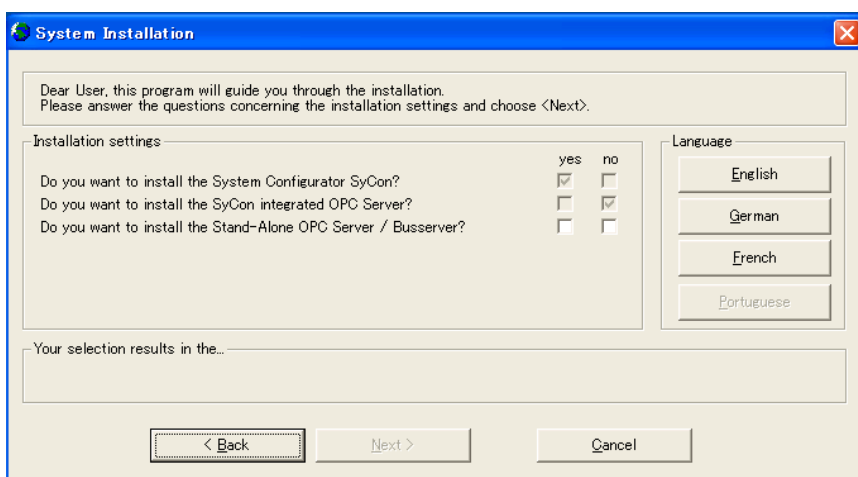 System Installation
Dear User, this program will guide you through the installation.
Please answer the questions concerning the installation settings and choose <Next>.
Installation settings
yes no
Do you want to install the System Configurator SyCon?
Do you want to install the SyCon integrated OPC Server?
Do you want to install the Stand-Alone OPC Server / Busserver?
Language
English
German
French
Portuguese
Your selection results in the...
< Back
Next >
Cancel